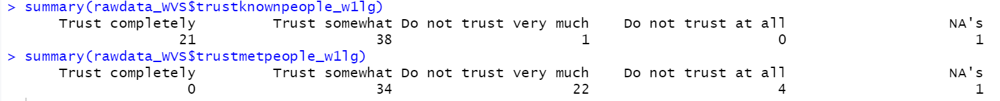 > summary(rawdata_WVS$trustknownpeople_w1lg)
Trust completely Trust somewhat Do not trust very much Do not trust at all NA's
21 38 1 0 1
> summary(rawdata_WVS$trustmetpeople_w1lg)
Trust completely Trust somewhat Do not trust very much Do not trust at all NA's
0 34 22 4 1